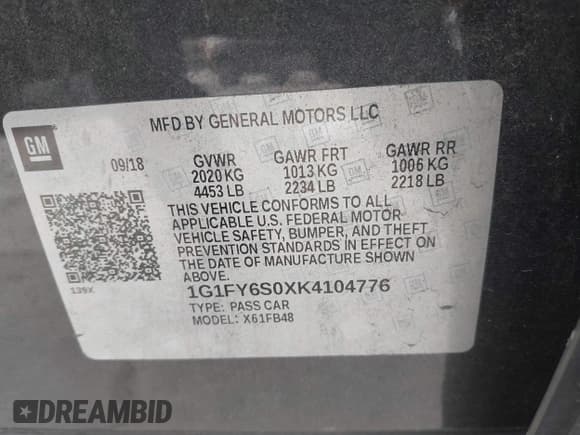 MFD BY GENERAL MOTORS LLC
GM
09/18
GVWR GAWR FRT GAWR RR
2020 KG 1013 KG 1006 KG
4453 LB 2234 LB 2218 LB
THIS VEHICLE CONFORMS TO ALL
APPLICABLE U.S. FEDERAL MOTOR
VEHICLE SAFETY, BUMPER, AND THEFT
PREVENTION STANDARDS IN EFFECT ON
THE DATE OF MANUFACTURE SHOWN
ABOVE.
139X
1G1FY6S0XK4104776
TYPE: PASS CAR
MODEL: X61FB48
DREAMBID